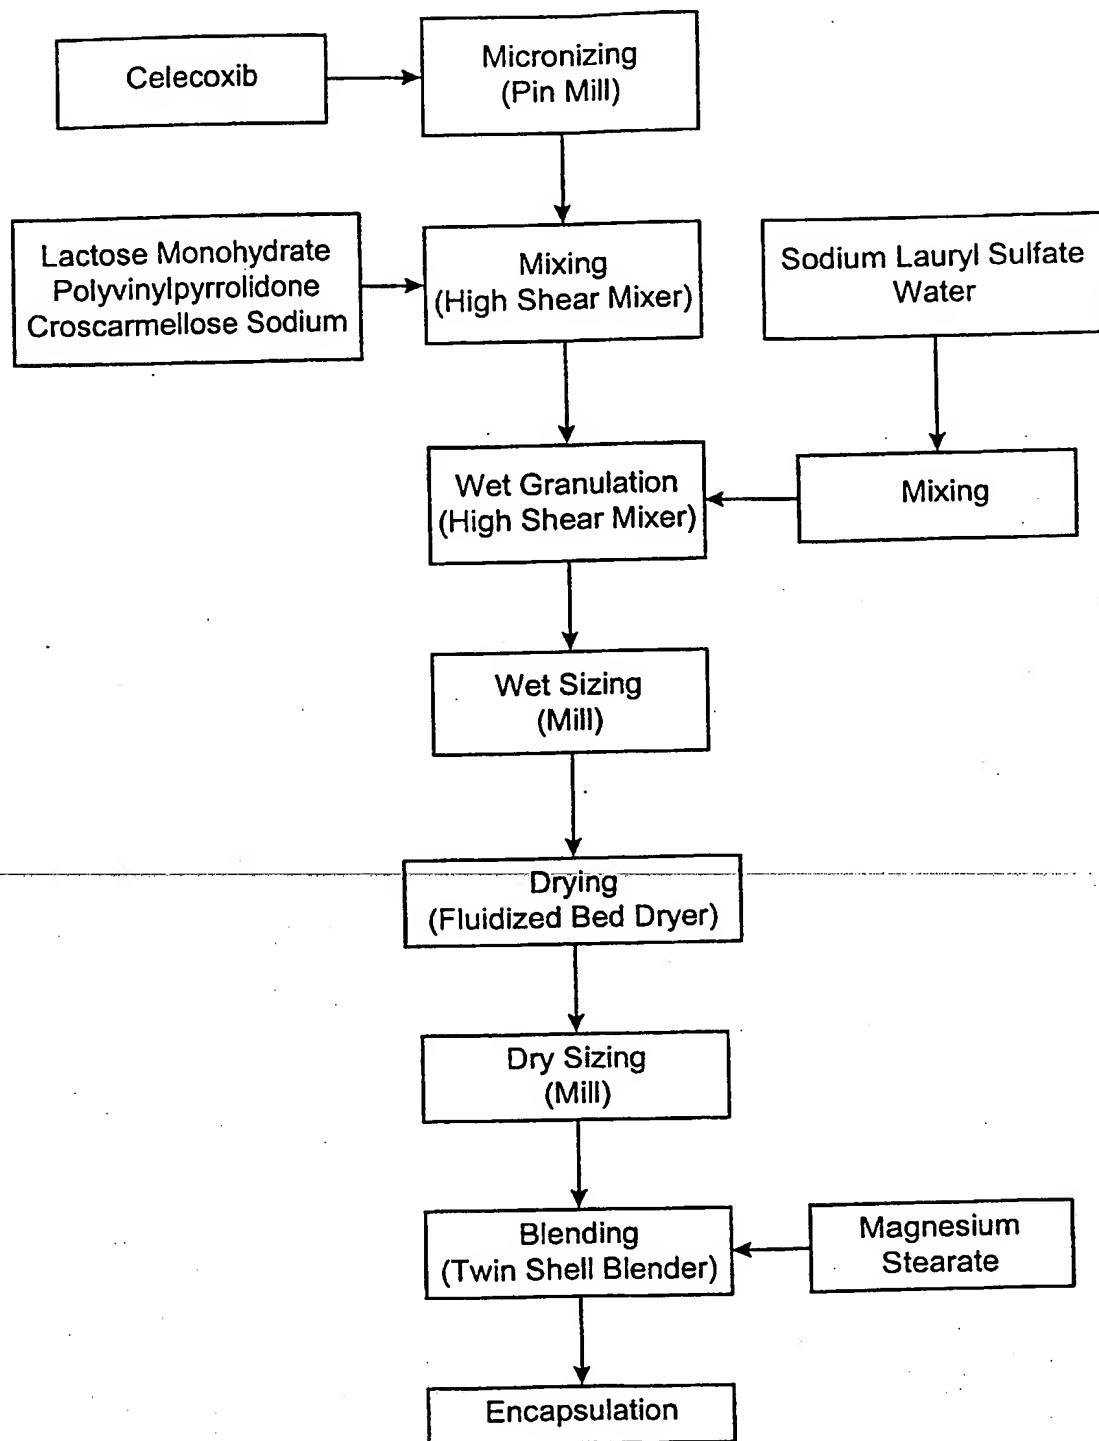 Celecoxib
Micronizing
(Pin Mill)
Lactose Monohydrate
Polyvinylpyrrolidone
Croscarmellose Sodium
Mixing
(High Shear Mixer)
Sodium Lauryl Sulfate
Water
Wet Granulation
(High Shear Mixer)
Mixing
Wet Sizing
(Mill)
Drying
(Fluidized Bed Dryer)
Dry Sizing
(Mill)
Blending
(Twin Shell Blender)
Magnesium
Stearate
Encapsulation